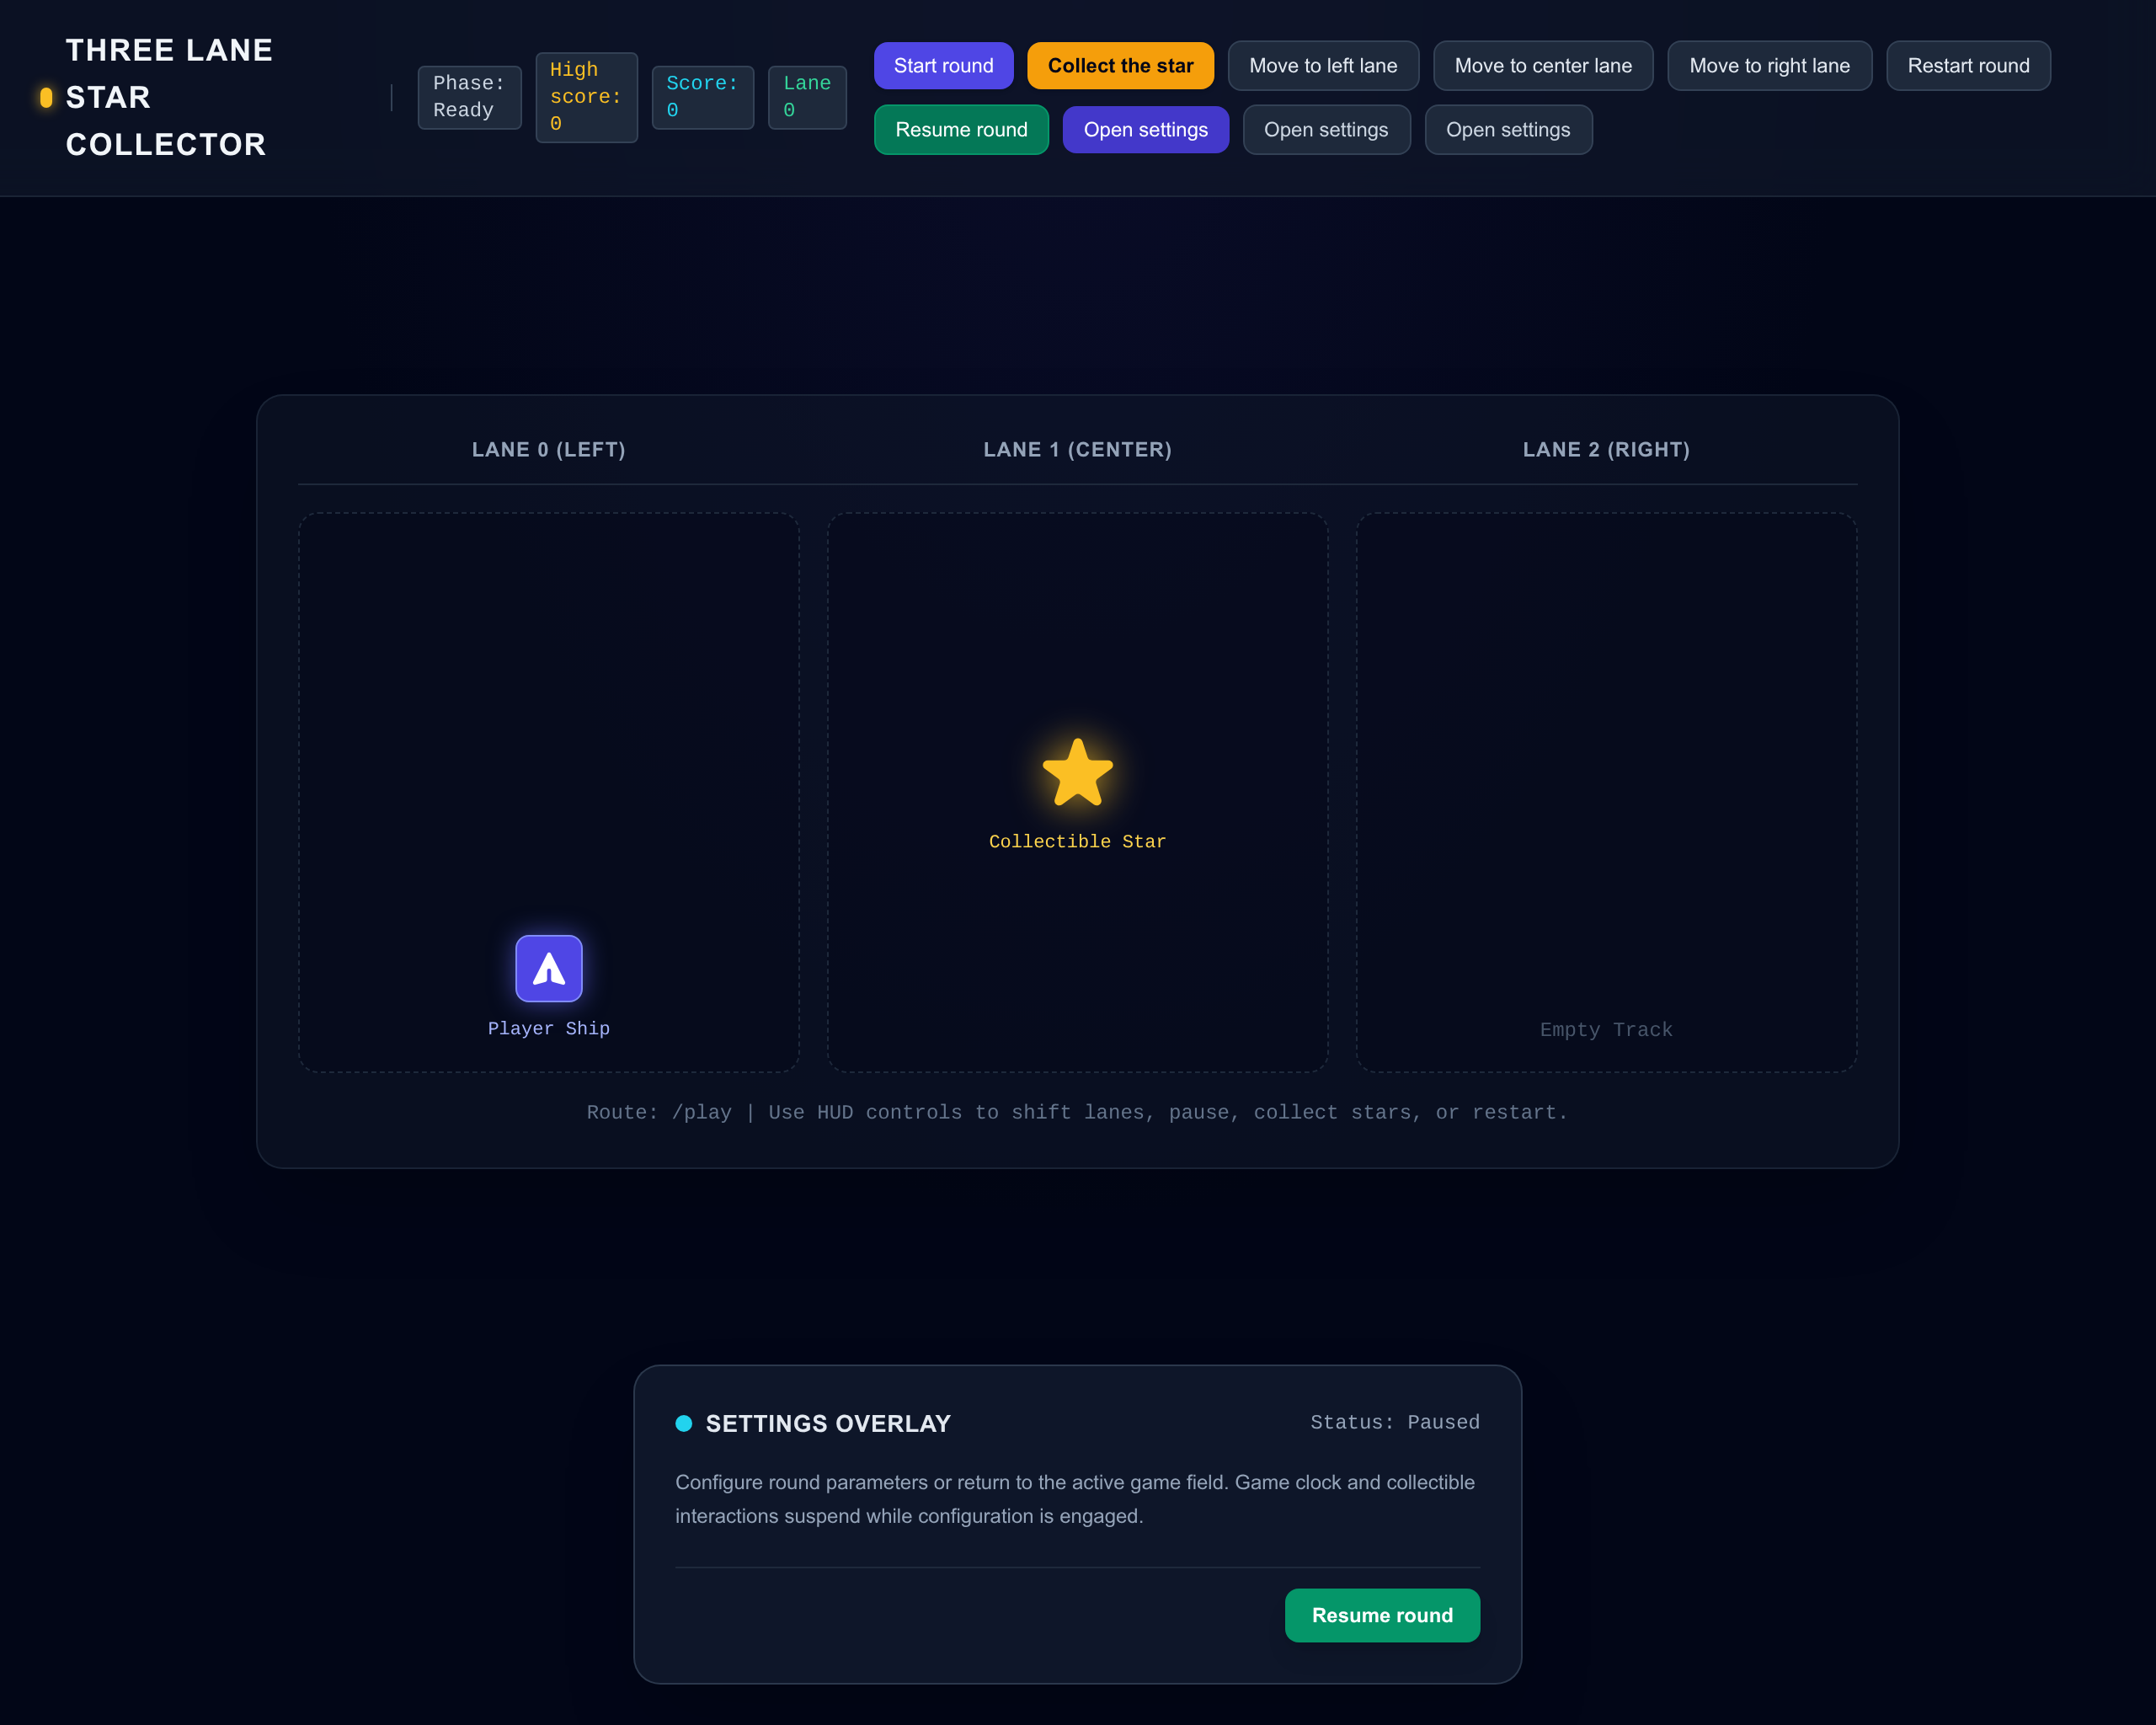 THREE LANE
STAR
COLLECTOR
Phase:
Ready
High
score:
0
Score:
0
Lane
0
Start round
Collect the star
Move to left lane
Move to center lane
Move to right lane
Restart round
Resume round
Open settings
Open settings
Open settings
LANE 0 (LEFT)
LANE 1 (CENTER)
LANE 2 (RIGHT)
Collectible Star
Player Ship
Empty Track
Route: /play | Use HUD controls to shift lanes, pause, collect stars, or restart.
SETTINGS OVERLAY
Status: Paused
Configure round parameters or return to the active game field. Game clock and collectible
interactions suspend while configuration is engaged.
Resume round